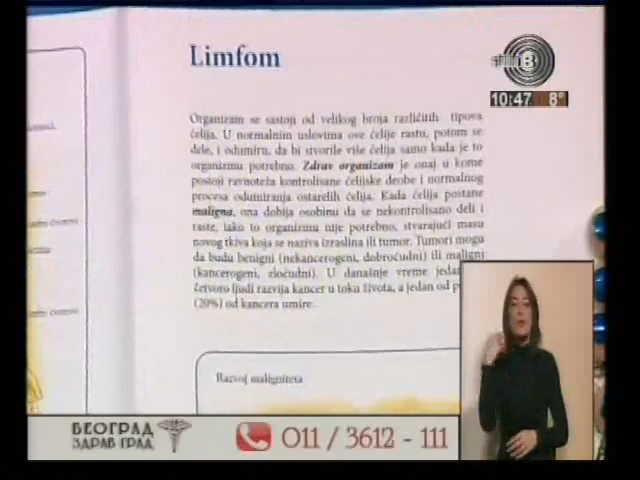 Limfom
studio
B
10:47 8°
Organizam se sastoji od velikog broja različitih tipova
ćelija. U normalnim uslovima ove ćelije rastu, potom se
dele, i odumiru, da bi stvorile više ćelija samo kada je to
organizmu potrebno. Zdrav organizam je onaj u kome
postoji ravnoteža kontrolisane ćelijske deobe i normalnog
procesa odumiranja ostarelih ćelija. Kada ćelija postane
maligna, ona dobija osobinu da se nekontrolisano deli i
raste, iako to organizmu nije potrebno, stvarajući masu
novog tkiva koja se naziva izraslina ili tumor. Tumori mogu
da budu benigni (nekancerogeni, dobroćudni) ili maligni
(kancerogeni, zloćudni). U današnje vreme jedan
četvoro ljudi razvija kancer u toku života, a jedan od
(20%) od kancera umire.
Razvoj maligniteta
БЕОГРАД
ЗДРАВ ГРАД
011 / 3612 - 111